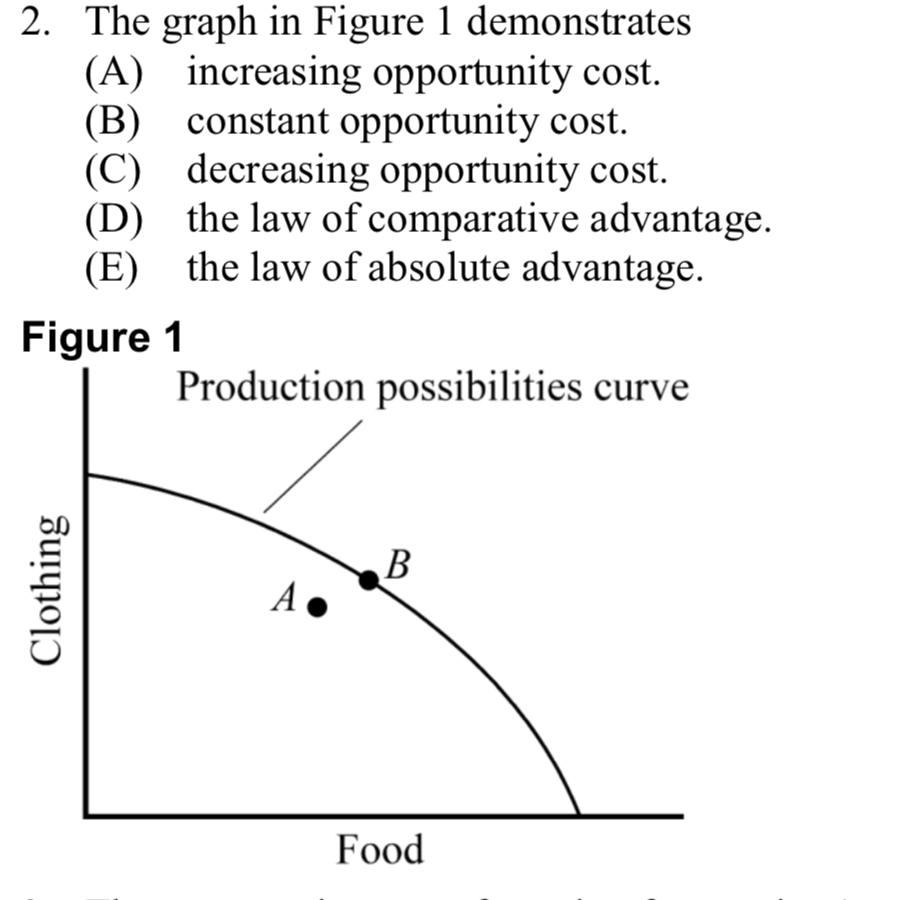 2. The graph in Figure 1 demonstrates
(A) increasing opportunity cost.
(B) constant opportunity cost.
(C) decreasing opportunity cost.
(D) the law of comparative advantage.
(E) the law of absolute advantage.
Figure 1
Production possibilities curve
Clothing
B
A
Food